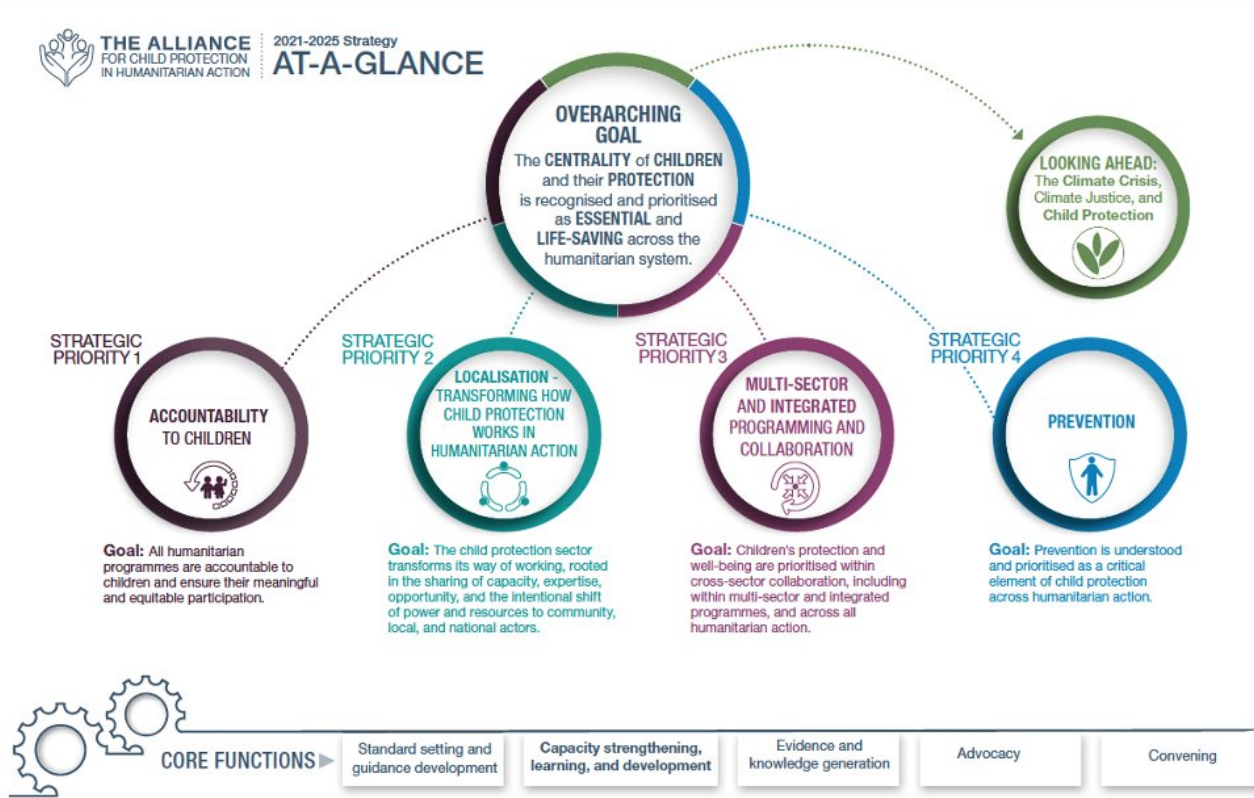 THE ALLIANCE
FOR CHILD PROTECTION
IN HUMANITARIAN ACTION
2021-2025 Strategy
AT-A-GLANCE
OVERARCHING
GOAL
The CENTRALITY of CHILDREN
and their PROTECTION
is recognised and prioritised
as ESSENTIAL and
LIFE-SAVING across the
humanitarian system.
LOOKING AHEAD:
The Climate Crisis,
Climate Justice, and
Child Protection
STRATEGIC
PRIORITY 1
ACCOUNTABILITY
TO CHILDREN
Goal: All humanitarian
programmes are accountable to
children and ensure their meaningful
and equitable participation.
STRATEGIC
PRIORITY 2
LOCALISATION -
TRANSFORMING HOW
CHILD PROTECTION
WORKS IN
HUMANITARIAN ACTION
Goal: The child protection sector
transforms its way of working, rooted
in the sharing of capacity, expertise,
opportunity, and the intentional shift
of power and resources to community,
local, and national actors.
STRATEGIC
PRIORITY 3
MULTI-SECTOR
AND INTEGRATED
PROGRAMMING AND
COLLABORATION
Goal: Children's protection and
well-being are prioritised within
cross-sector collaboration, including
within multi-sector and integrated
programmes, and across all
humanitarian action.
STRATEGIC
PRIORITY 4
PREVENTION
Goal: Prevention is understood
and prioritised as a critical
element of child protection
across humanitarian action.
CORE FUNCTIONS
Standard setting and
guidance development
Capacity strengthening,
learning, and development
Evidence and
knowledge generation
Advocacy
Convening